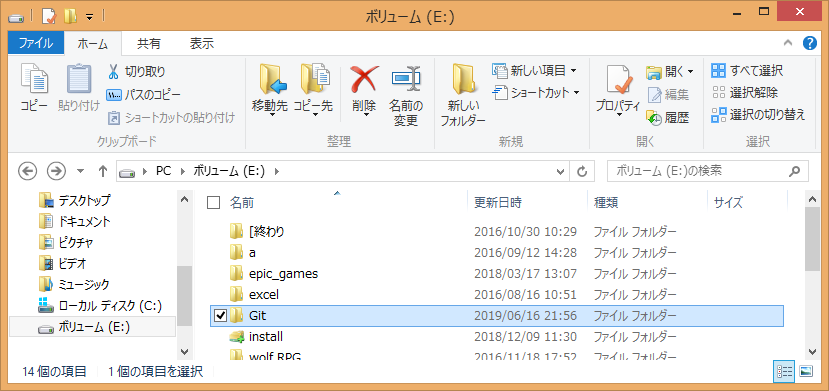 ボリューム (E:)
ファイル ホーム 共有 表示
コピー 貼り付け 切り取り パスのコピー ショートカットの貼り付け
クリップボード
移動先 コピー先 削除 名前の変更
整理
新しいフォルダー 新しい項目 ショートカット
新規
プロパティ 開く 編集 履歴
開く
すべて選択 選択解除 選択の切り替え
選択
PC ボリューム (E:) ボリューム (E:)の検索
デスクトップ
ドキュメント
ピクチャ
ビデオ
ミュージック
ローカル ディスク (C:)
ボリューム (E:)
名前 更新日時 種類 サイズ
[終わり 2016/10/30 10:29 ファイル フォルダー
a 2016/09/12 14:28 ファイル フォルダー
epic_games 2018/03/17 13:07 ファイル フォルダー
excel 2016/08/16 10:51 ファイル フォルダー
Git 2019/06/16 21:56 ファイル フォルダー
install 2018/12/09 11:30 ファイル フォルダー
wolf RPG 2016/11/18 17:52 ファイル フォルダー
14 個の項目 1 個の項目を選択